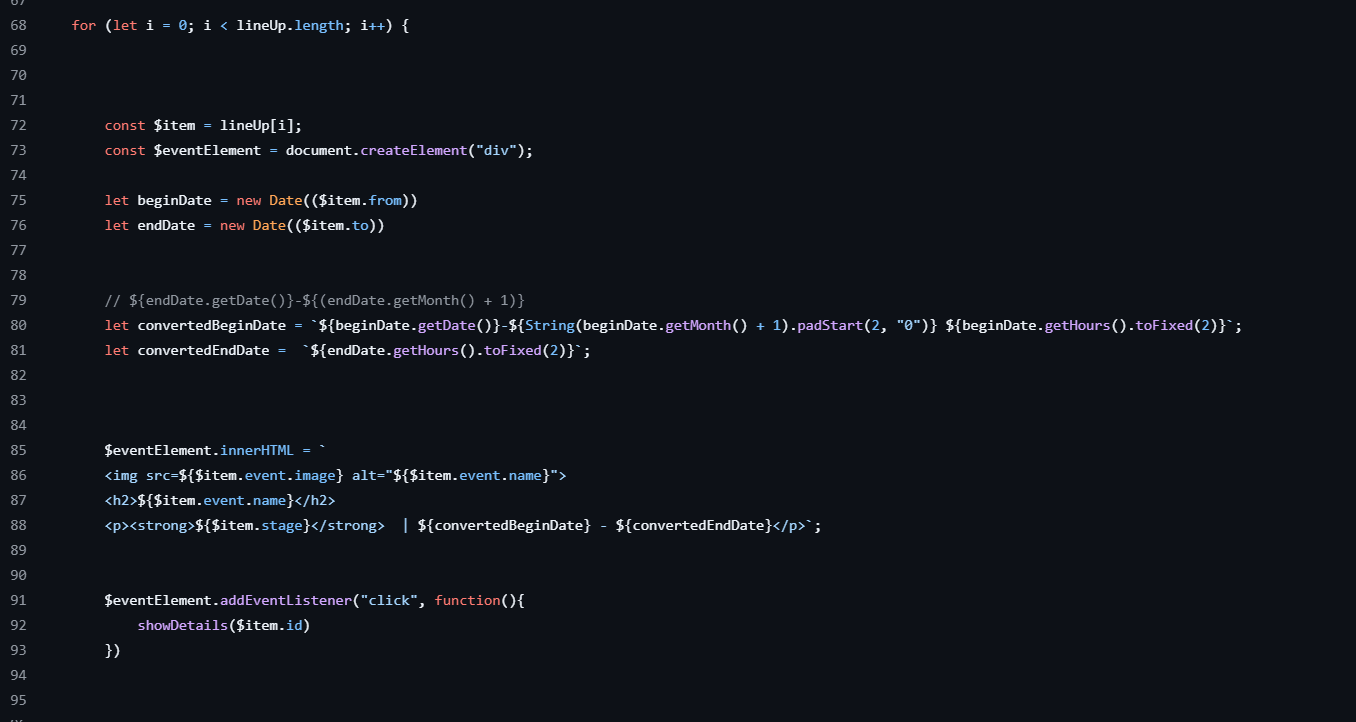 68 for (let i = 0; i < lineUp.length; i++) {
69
70
71
72 const $item = lineUp[i];
73 const $eventElement = document.createElement("div");
74
75 let beginDate = new Date(($item.from))
76 let endDate = new Date(($item.to))
77
78
79 // ${endDate.getDate()}-${(endDate.getMonth() + 1)}
80 let convertedBeginDate = `${beginDate.getDate()}-${String(beginDate.getMonth() + 1).padStart(2, "0")} ${beginDate.getHours().toFixed(2)}`;
81 let convertedEndDate =  `${endDate.getHours().toFixed(2)}`;
82
83
84
85 $eventElement.innerHTML = `
86 <img src=${$item.event.image} alt="${$item.event.name}">
87 <h2>${$item.event.name}</h2>
88 <p><strong>${$item.stage}</strong>  | ${convertedBeginDate} - ${convertedEndDate}</p>`;
89
90
91 $eventElement.addEventListener("click", function(){
92 showDetails($item.id)
93 })
94
95